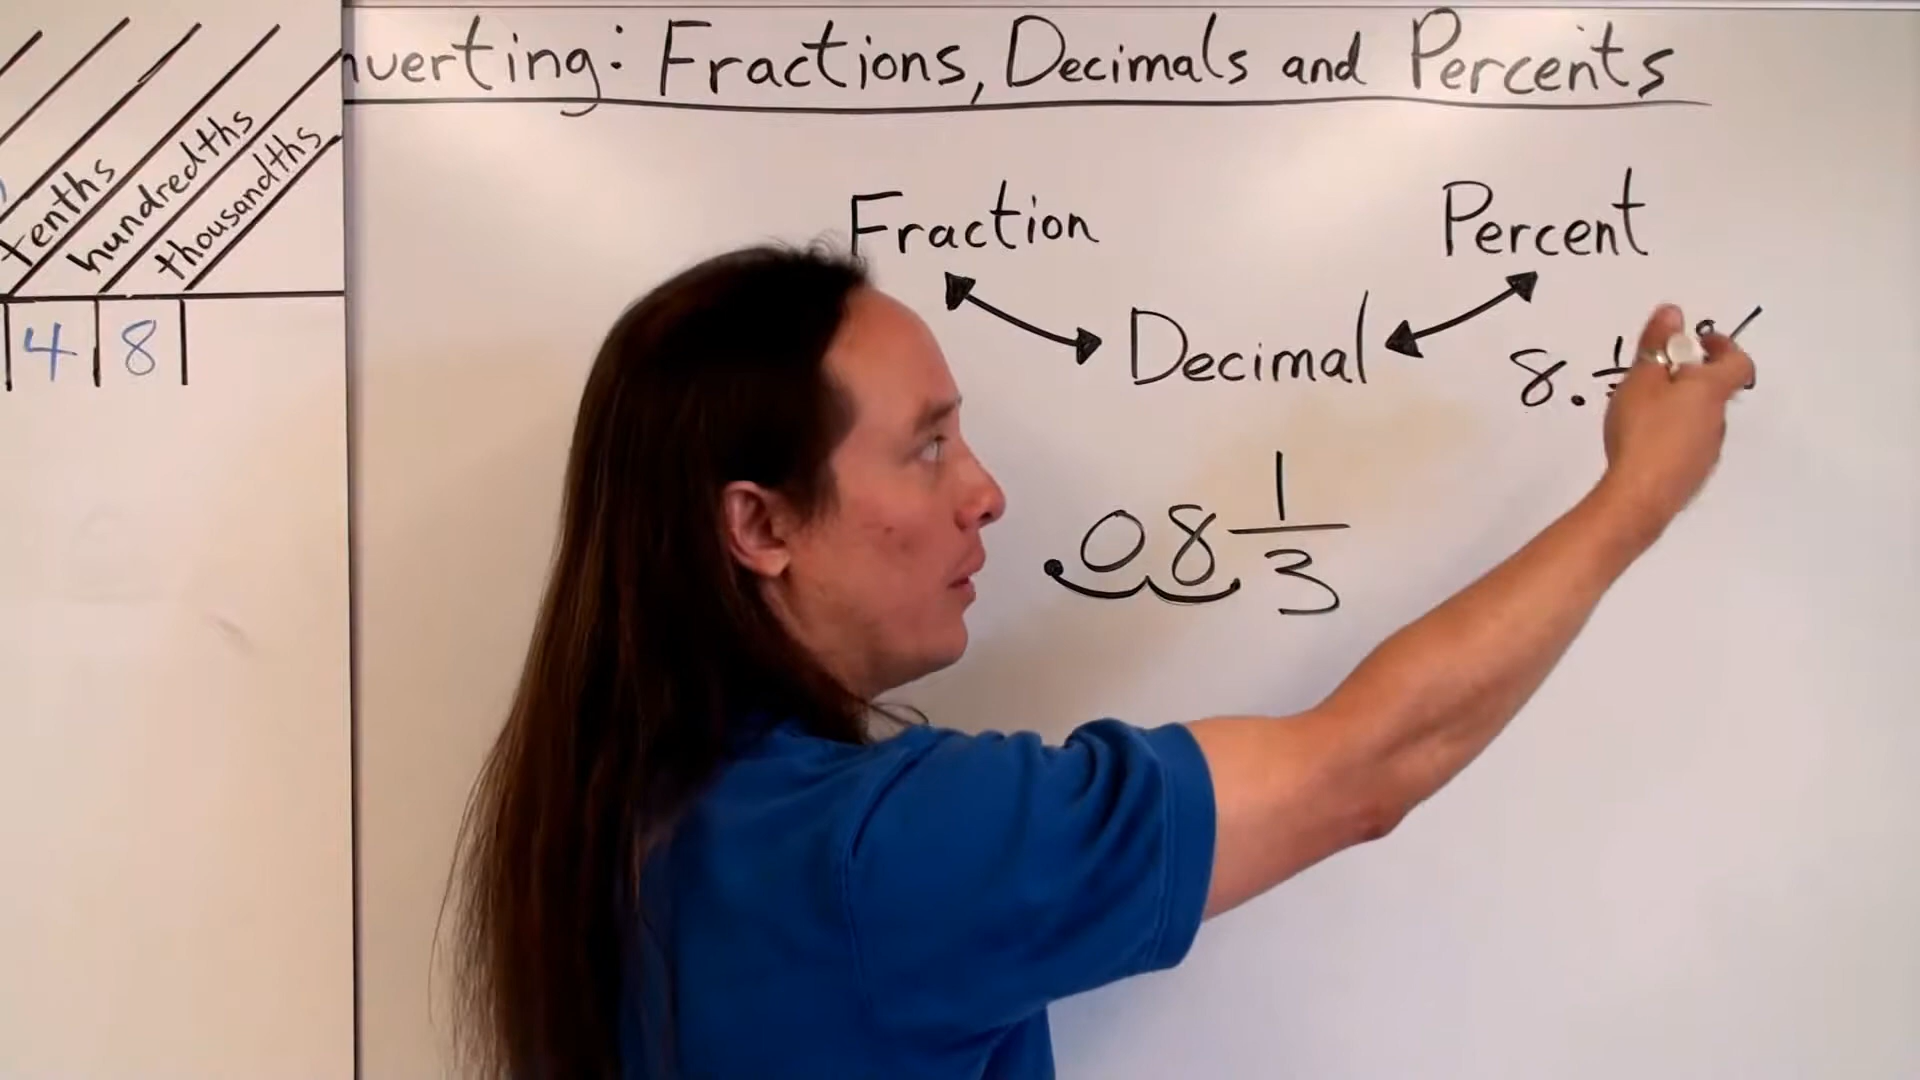 nverting: Fractions, Decimals and Percents
tenths
hundredths
thousandths
4 8
Fraction
Percent
Decimal
8. %
.08 1/3